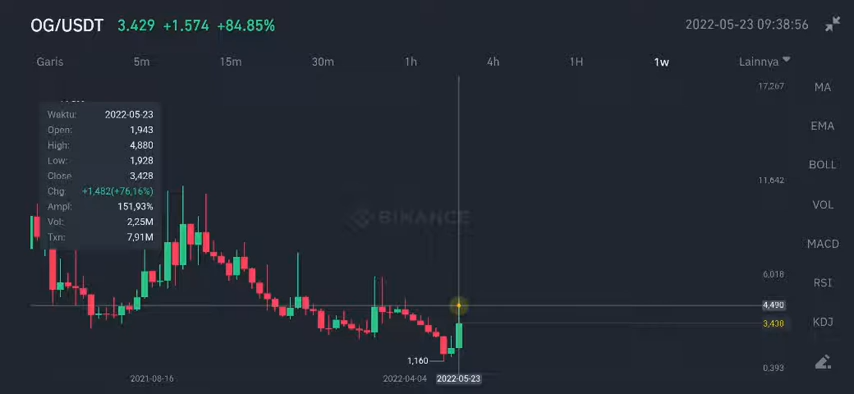 OG/USDT 3.429 +1.574 +84.85% 2022-05-23 09:38:56
Garis 5m 15m 30m 1h 4h 1H 1w Lainnya
Waktu: 2022-05-23
Open: 1,943
High: 4,880
Low: 1,928
Close 3,428
Chg: +1,482(+76,16%)
Ampl: 151,93%
Vol: 2,25M
Txn: 7,91M
BINANCE
1,160
17,267
11,642
6,018
4,490
3,438
0,393
2021-08-16 2022-04-04 2022-05-23
MA
EMA
BOLL
VOL
MACD
RSI
KDJ